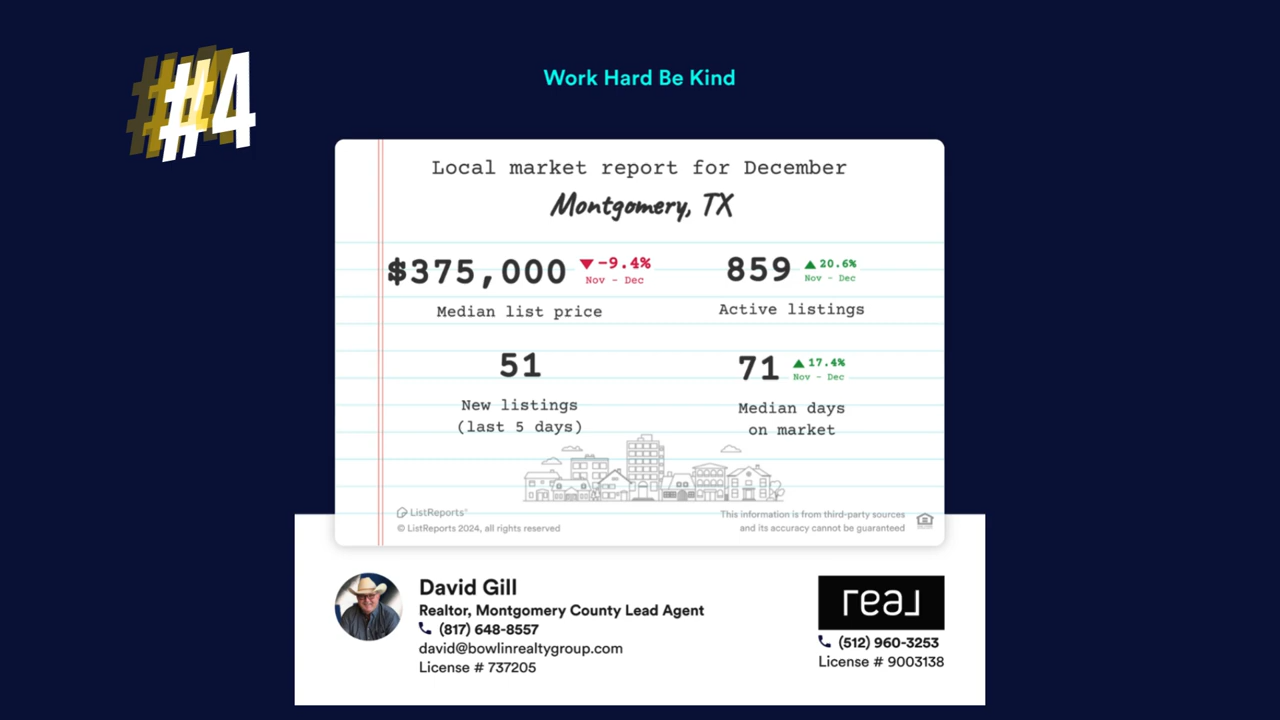 #4
Work Hard Be Kind
Local market report for December
Montgomery, TX
$375,000 ▼ -9.4%
Nov - Dec
Median list price
859 ▲ 20.6%
Nov - Dec
Active listings
51
New listings
(last 5 days)
71 ▲ 17.4%
Nov - Dec
Median days
on market
ListReports®
© ListReports 2024, all rights reserved
This information is from third-party sources
and its accuracy cannot be guaranteed
David Gill
Realtor, Montgomery County Lead Agent
(817) 648-8557
david@bowlinrealtygroup.com
License # 737205
real
(512) 960-3253
License # 9003138